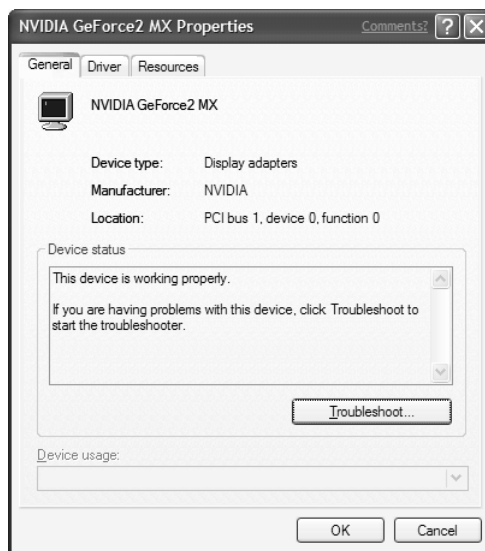 NVIDIA GeForce2 MX Properties Comments? ?
General Driver Resources
NVIDIA GeForce2 MX
Device type: Display adapters
Manufacturer: NVIDIA
Location: PCI bus 1, device 0, function 0
Device status
This device is working properly.
If you are having problems with this device, click Troubleshoot to
start the troubleshooter.
Troubleshoot...
Device usage:
OK Cancel